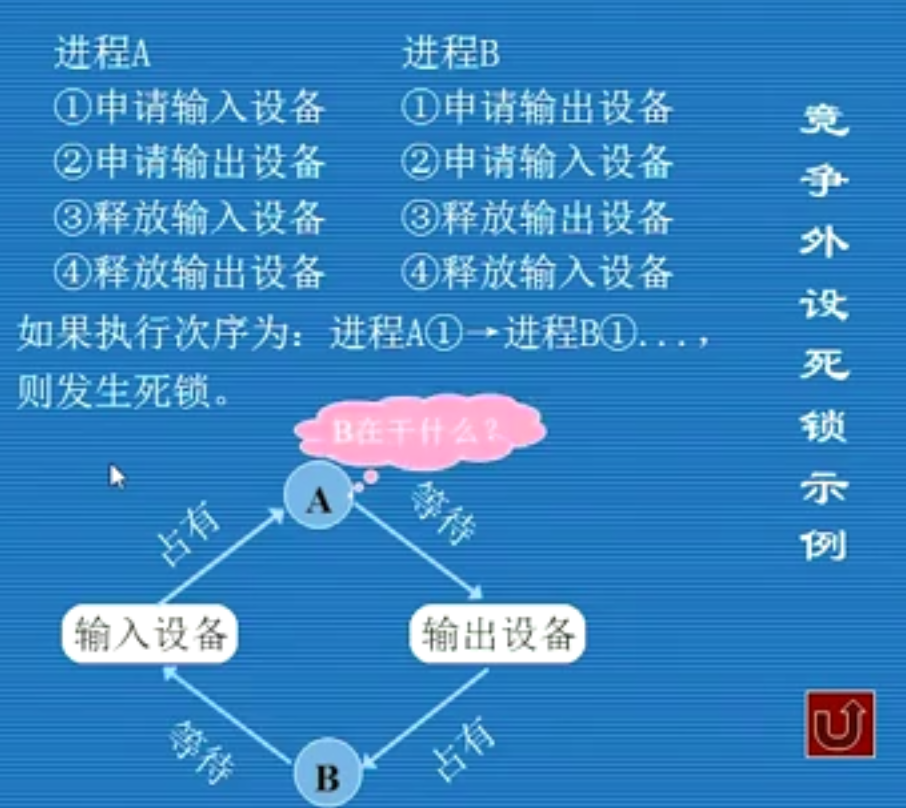 进程A
①申请输入设备
②申请输出设备
③释放输入设备
④释放输出设备
进程B
①申请输出设备
②申请输入设备
③释放输出设备
④释放输入设备
如果执行次序为：进程A①→进程B①...，
则发生死锁。
竞争外设死锁示例
B在干什么？
A
占有
等待
输入设备
输出设备
等待
占有
B